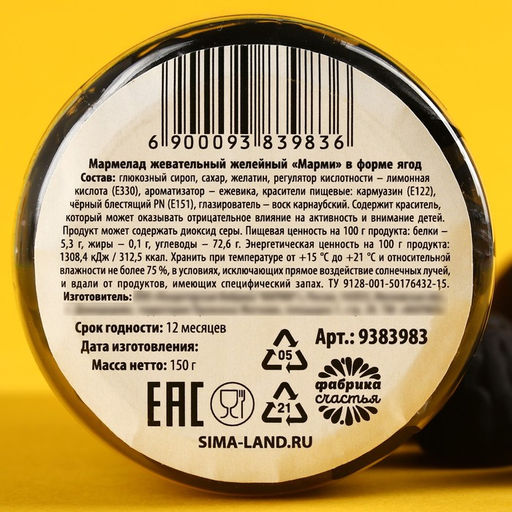 6 900093 839836
Мармелад жевательный желейный «Марми» в форме ягод
Состав: глюкозный сироп, сахар, желатин, регулятор кислотности – лимонная
кислота (Е330), ароматизатор – ежевика, красители пищевые: кармуазин (Е122),
чёрный блестящий PN (Е151), глазирователь – воск карнаубский. Содержит краситель,
который может оказывать отрицательное влияние на активность и внимание детей.
Продукт может содержать диоксид серы. Пищевая ценность на 100 г продукта: белки –
5,3 г, жиры – 0,1 г, углеводы – 72,6 г. Энергетическая ценность на 100 г продукта:
1308,4 кДж / 312,5 ккал. Хранить при температуре от +15 °С до +21 °С и относительной
влажности не более 75 %, в условиях, исключающих прямое воздействие солнечных лучей,
и вдали от продуктов, имеющих специфический запах. ТУ 9128-001-50176432-15.
Изготовитель:
Срок годности: 12 месяцев
Дата изготовления:
Масса нетто: 150 г
Арт.: 9383983
05
21
EAC
фабрика
счастья
SIMA-LAND.RU